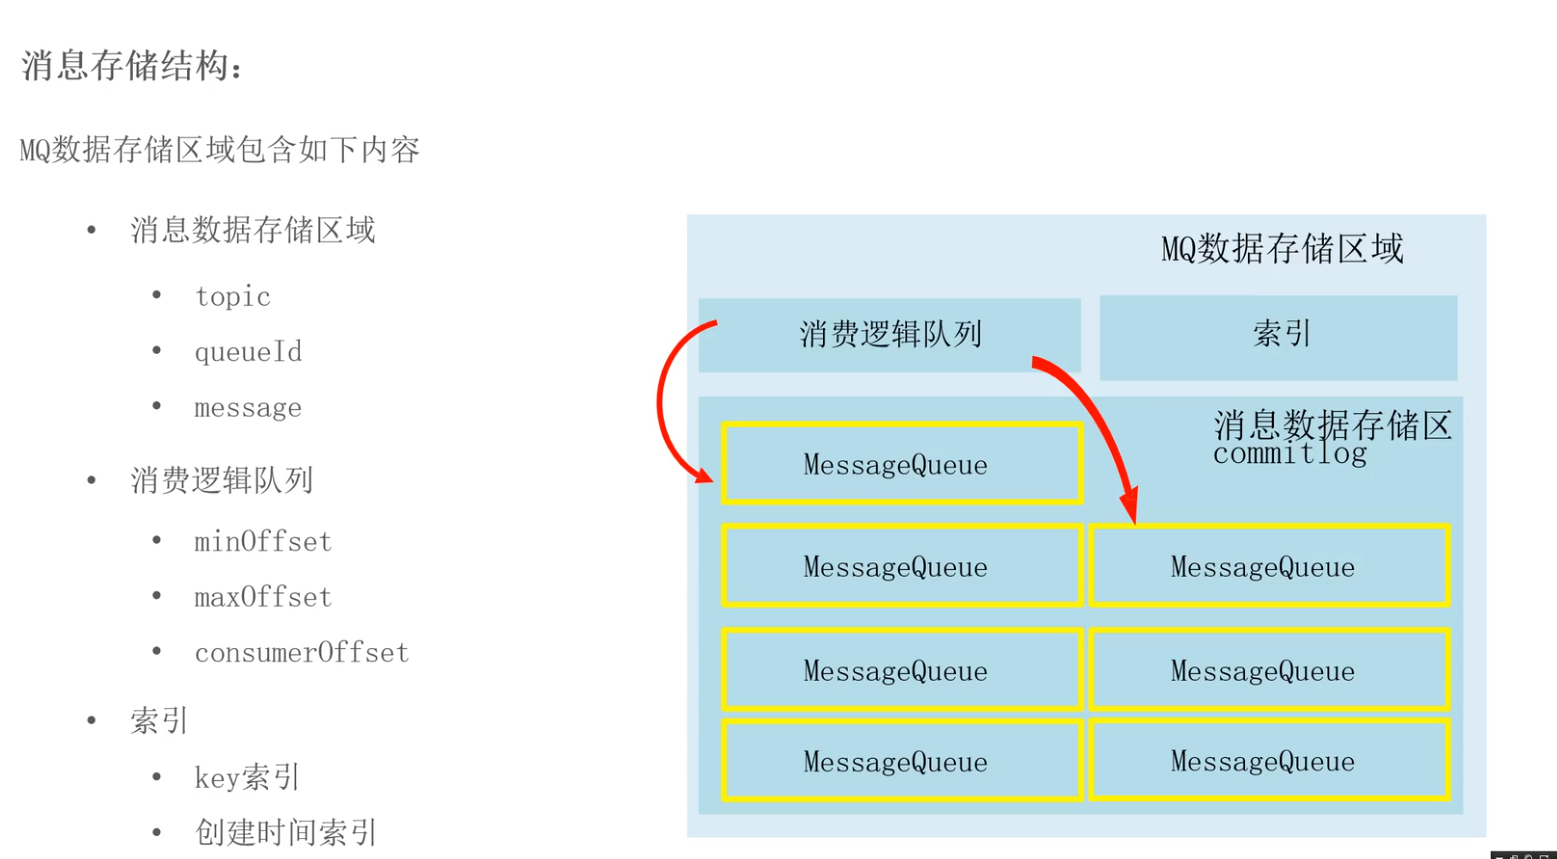 消息存储结构：
MQ数据存储区域包含如下内容
• 消息数据存储区域
• topic
• queueId
• message
• 消费逻辑队列
• minOffset
• maxOffset
• consumerOffset
• 索引
• key索引
• 创建时间索引
MQ数据存储区域
消费逻辑队列
索引
消息数据存储区
commitlog
MessageQueue
MessageQueue
MessageQueue
MessageQueue
MessageQueue
MessageQueue
MessageQueue